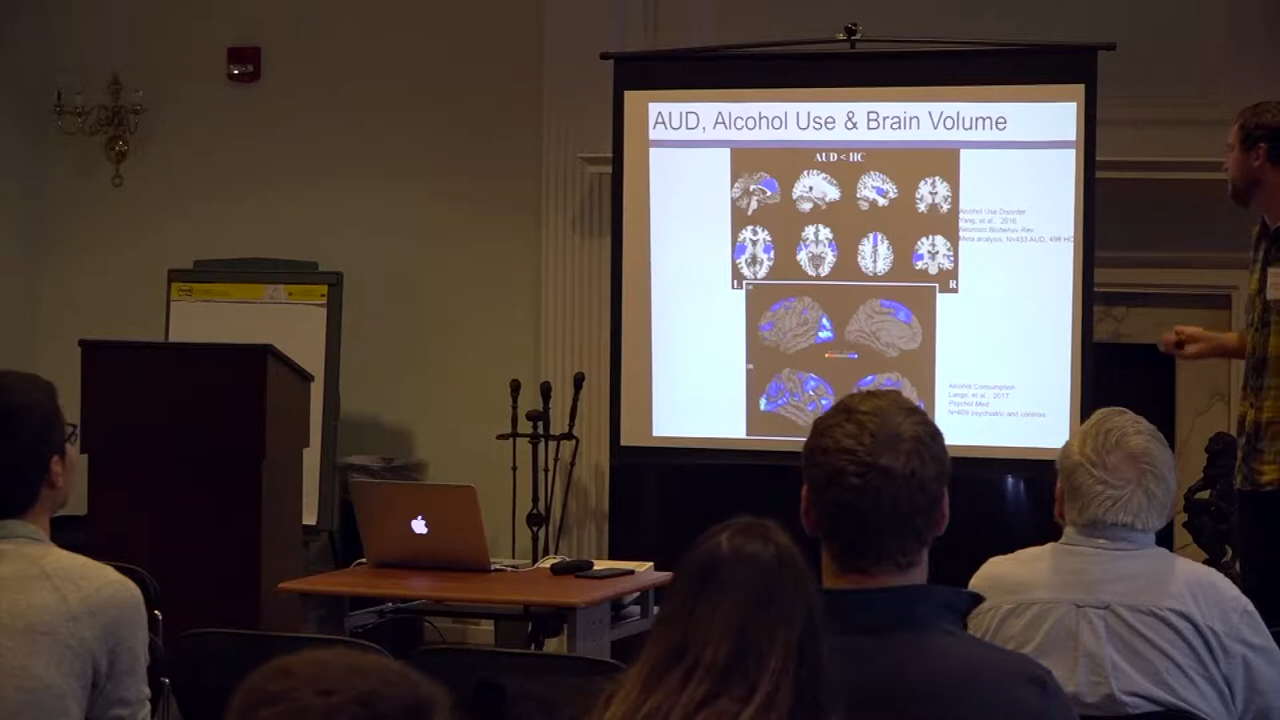 AUD, Alcohol Use & Brain Volume
AUD < HC
Alcohol Use Disorder
Yang, et al., 2016
Neurosci Biobehav Rev.
Meta analysis, N=433 AUD, 498 HC
L
R
Alcohol Consumption
Lange, et al., 2017
Psychol Med.
N=609 psychiatric and controls